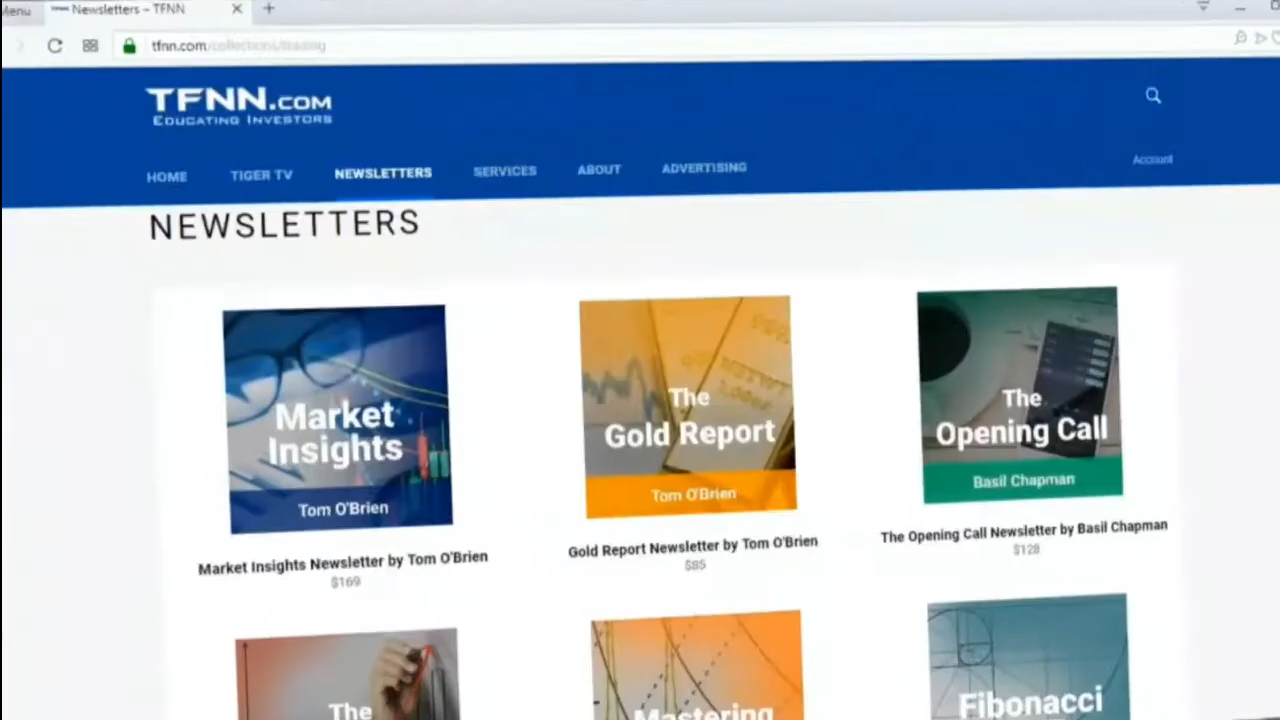 Menu
Newsletters – TFNN
tfnn.com/collections/trading
TFNN.COM
EDUCATING INVESTORS
HOME TIGER TV NEWSLETTERS SERVICES ABOUT ADVERTISING Account
NEWSLETTERS
Market
Insights
Tom O'Brien
Market Insights Newsletter by Tom O'Brien
$169
The
Gold Report
Tom O'Brien
Gold Report Newsletter by Tom O'Brien
$85
The
Opening Call
Basil Chapman
The Opening Call Newsletter by Basil Chapman
$128
The
Mastering
Fibonacci